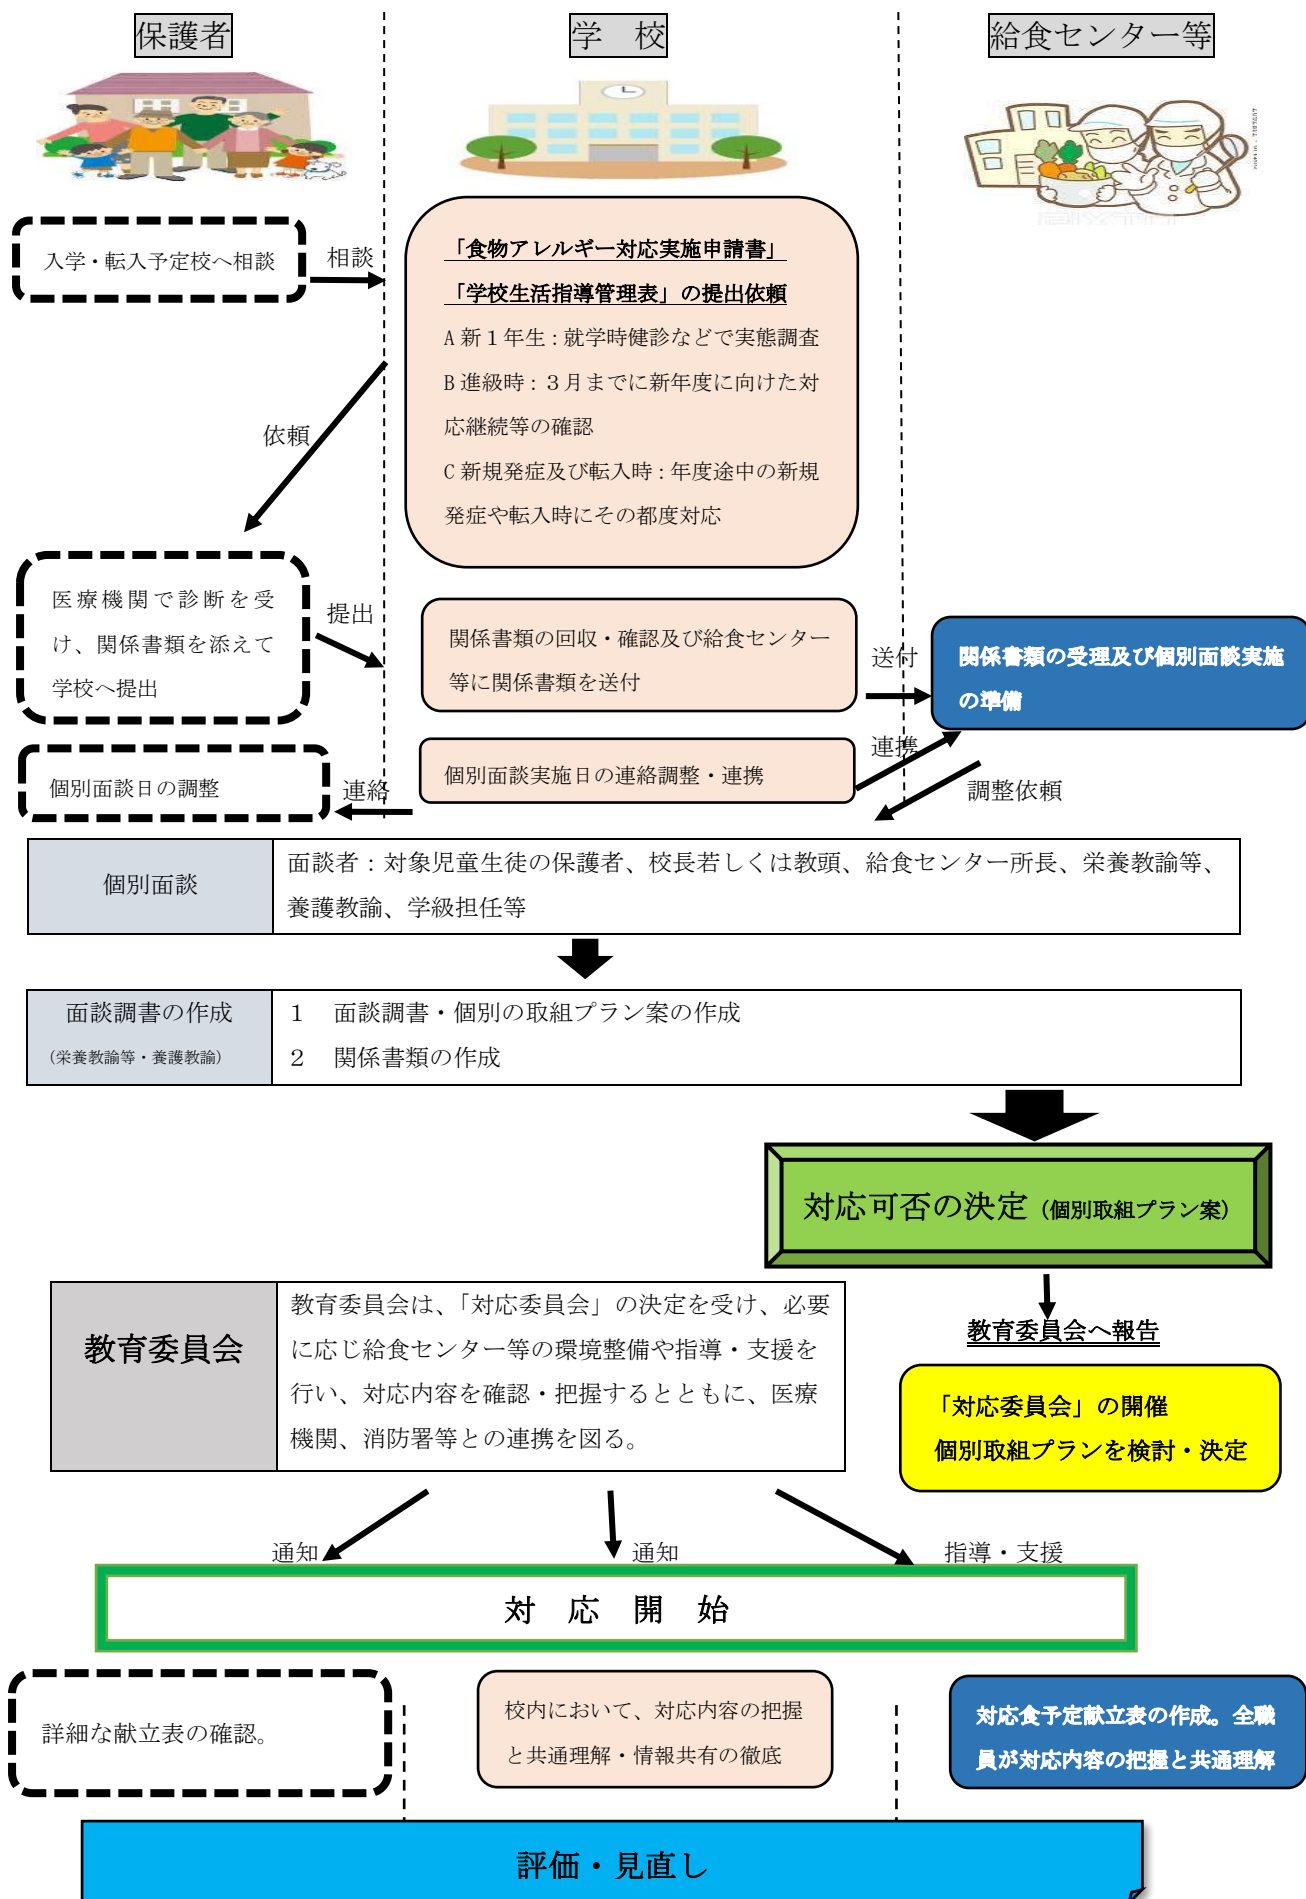 保護者
学　校
給食センター等
入学・転入予定校へ相談
相談
「食物アレルギー対応実施申請書」
「学校生活指導管理表」の提出依頼
A 新１年生：就学時健診などで実態調査
B 進級時：３月までに新年度に向けた対
応継続等の確認
C 新規発症及び転入時：年度途中の新規
発症や転入時にその都度対応
依頼
医療機関で診断を受
け、関係書類を添えて
学校へ提出
提出
関係書類の回収・確認及び給食センター
等に関係書類を送付
送付
関係書類の受理及び個別面談実施
の準備
個別面談日の調整
連絡
個別面談実施日の連絡調整・連携
連携
調整依頼
個別面談
面談者：対象児童生徒の保護者、校長若しくは教頭、給食センター所長、栄養教諭等、
養護教諭、学級担任等
面談調書の作成
（栄養教諭等・養護教諭）
１　面談調書・個別の取組プラン案の作成
２　関係書類の作成
対応可否の決定（個別取組プラン案）
教育委員会へ報告
「対応委員会」の開催
個別取組プランを検討・決定
教育委員会
教育委員会は、「対応委員会」の決定を受け、必要
に応じ給食センター等の環境整備や指導・支援を
行い、対応内容を確認・把握するとともに、医療
機関、消防署等との連携を図る。
通知
通知
指導・支援
対　応　開　始
詳細な献立表の確認。
校内において、対応内容の把握
と共通理解・情報共有の徹底
対応食予定献立表の作成。全職
員が対応内容の把握と共通理解
評価・見直し